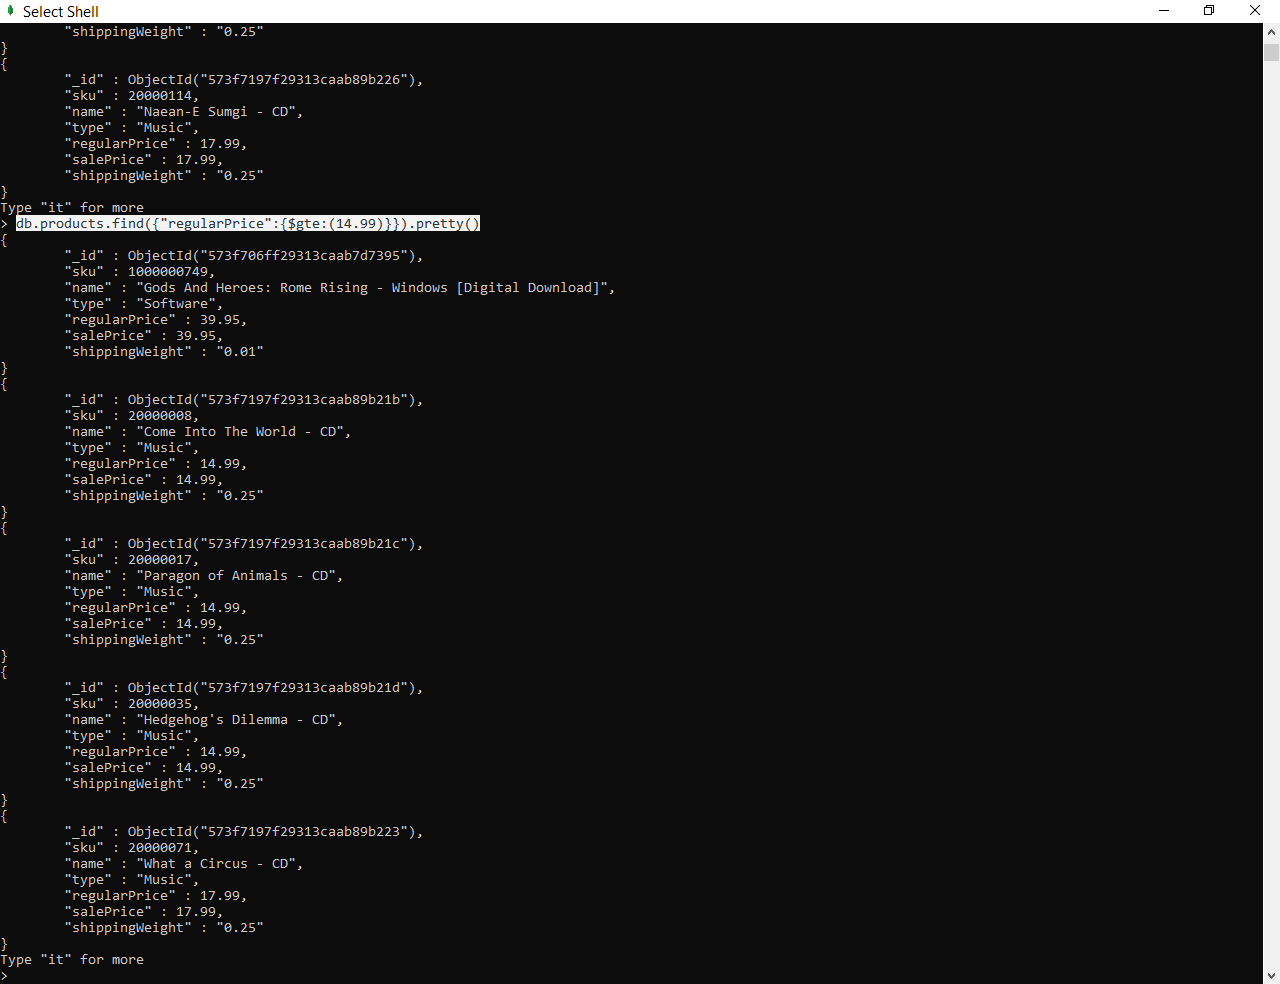 Select Shell
"shippingWeight" : "0.25"
}
{
"_id" : ObjectId("573f7197f29313caab89b226"),
"sku" : 20000114,
"name" : "Naean-E Sumgi - CD",
"type" : "Music",
"regularPrice" : 17.99,
"salePrice" : 17.99,
"shippingWeight" : "0.25"
}
Type "it" for more
> db.products.find({"regularPrice":{$gte:(14.99)}}).pretty()
{
"_id" : ObjectId("573f706ff29313caab7d7395"),
"sku" : 1000000749,
"name" : "Gods And Heroes: Rome Rising - Windows [Digital Download]",
"type" : "Software",
"regularPrice" : 39.95,
"salePrice" : 39.95,
"shippingWeight" : "0.01"
}
{
"_id" : ObjectId("573f7197f29313caab89b21b"),
"sku" : 20000008,
"name" : "Come Into The World - CD",
"type" : "Music",
"regularPrice" : 14.99,
"salePrice" : 14.99,
"shippingWeight" : "0.25"
}
{
"_id" : ObjectId("573f7197f29313caab89b21c"),
"sku" : 20000017,
"name" : "Paragon of Animals - CD",
"type" : "Music",
"regularPrice" : 14.99,
"salePrice" : 14.99,
"shippingWeight" : "0.25"
}
{
"_id" : ObjectId("573f7197f29313caab89b21d"),
"sku" : 20000035,
"name" : "Hedgehog's Dilemma - CD",
"type" : "Music",
"regularPrice" : 14.99,
"salePrice" : 14.99,
"shippingWeight" : "0.25"
}
{
"_id" : ObjectId("573f7197f29313caab89b223"),
"sku" : 20000071,
"name" : "What a Circus - CD",
"type" : "Music",
"regularPrice" : 17.99,
"salePrice" : 17.99,
"shippingWeight" : "0.25"
}
Type "it" for more
>